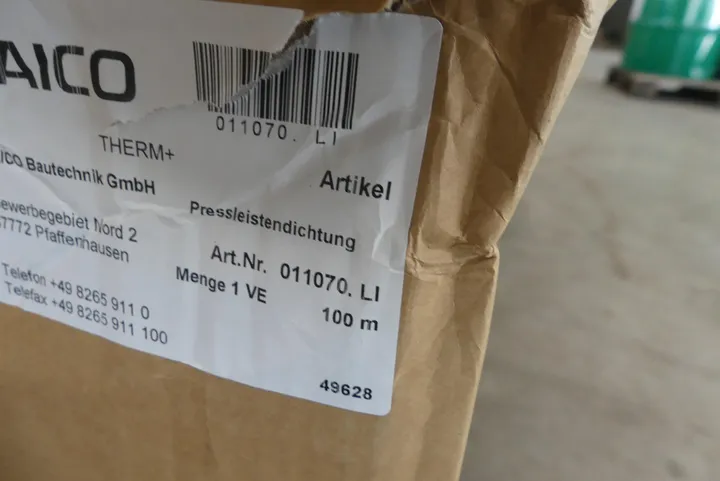 AICO
011070. LI
THERM+
Artikel
Bautechnik GmbH
Pressleistendichtung
ewerbegebiet Nord 2
7772 Pfaffenhausen
Art.Nr. 011070. LI
Telefon +49 8265 911 0
Menge 1 VE
100 m
Telefax +49 8265 911 100
49628